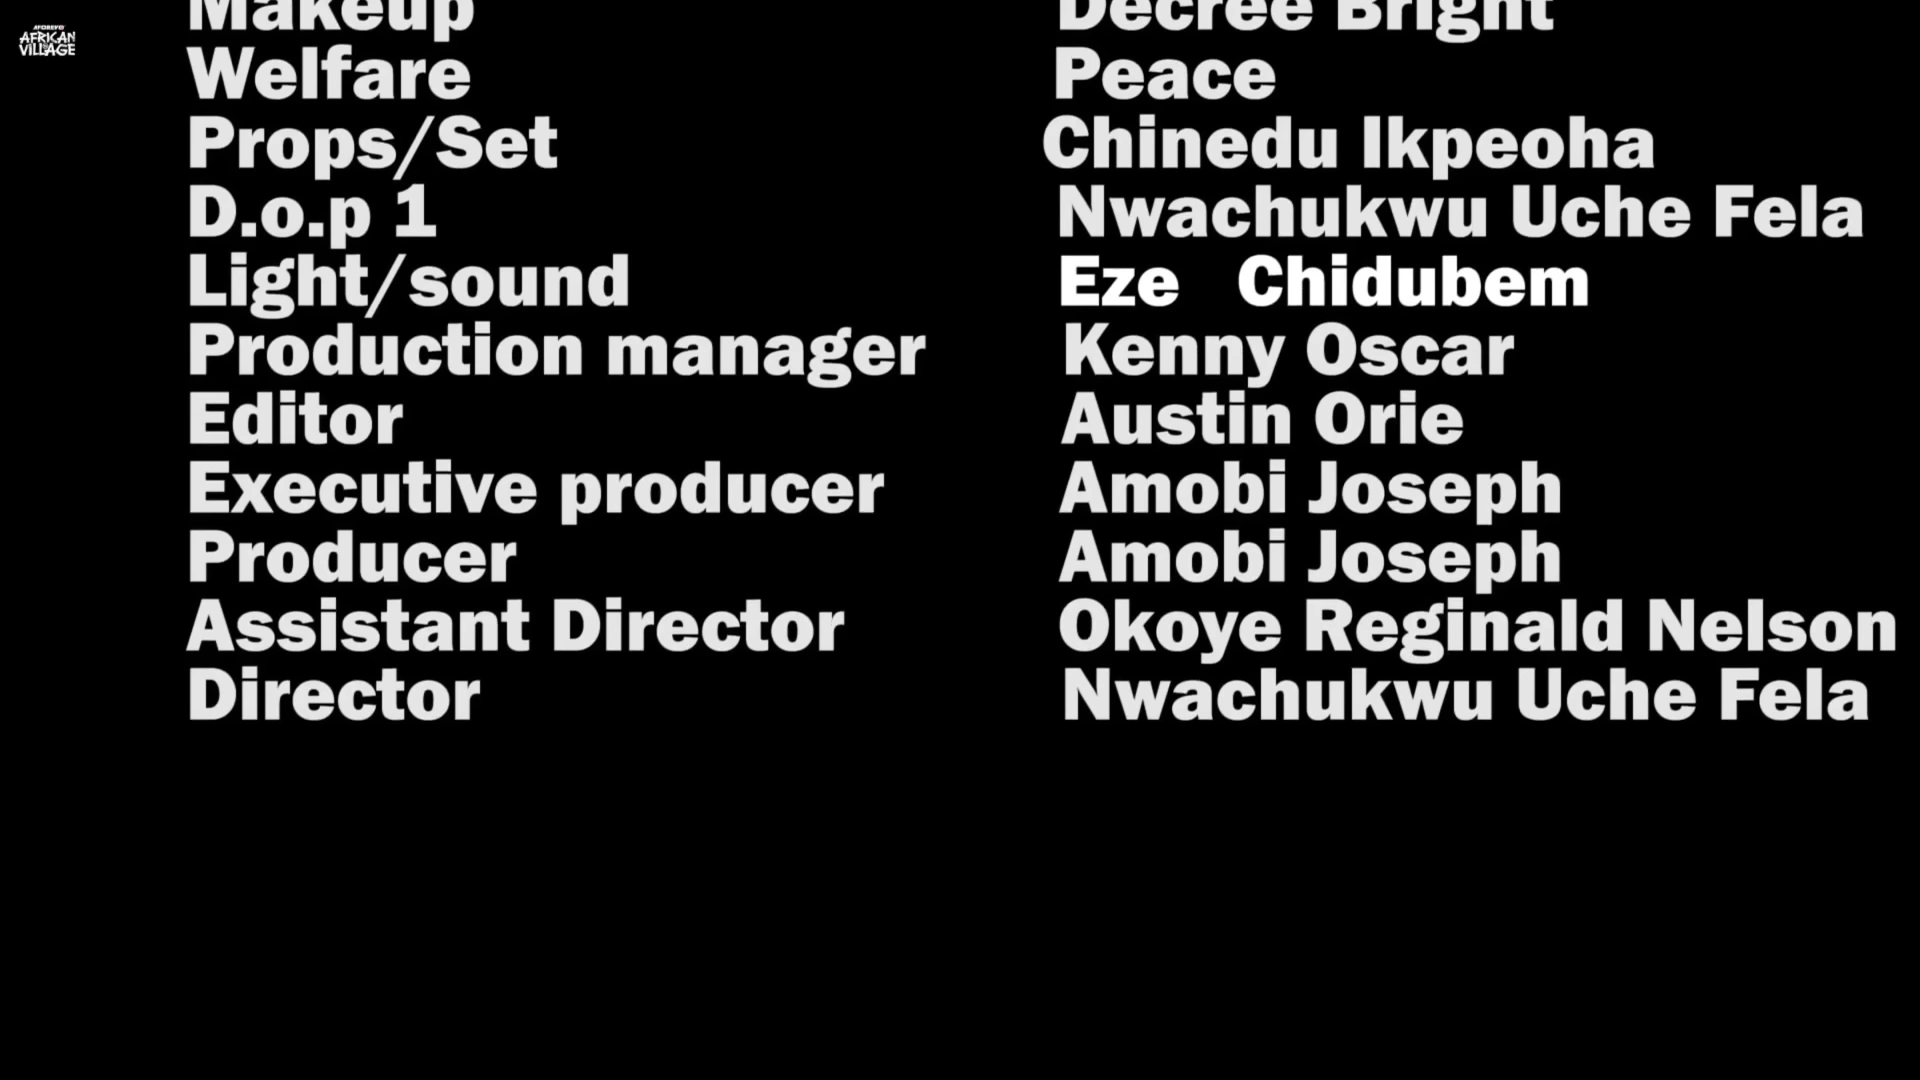 AFOREVO
AFRICAN
VILLAGE
Makeup Decree Bright
Welfare Peace
Props/Set Chinedu Ikpeoha
D.o.p 1 Nwachukwu Uche Fela
Light/sound Eze Chidubem
Production manager Kenny Oscar
Editor Austin Orie
Executive producer Amobi Joseph
Producer Amobi Joseph
Assistant Director Okoye Reginald Nelson
Director Nwachukwu Uche Fela